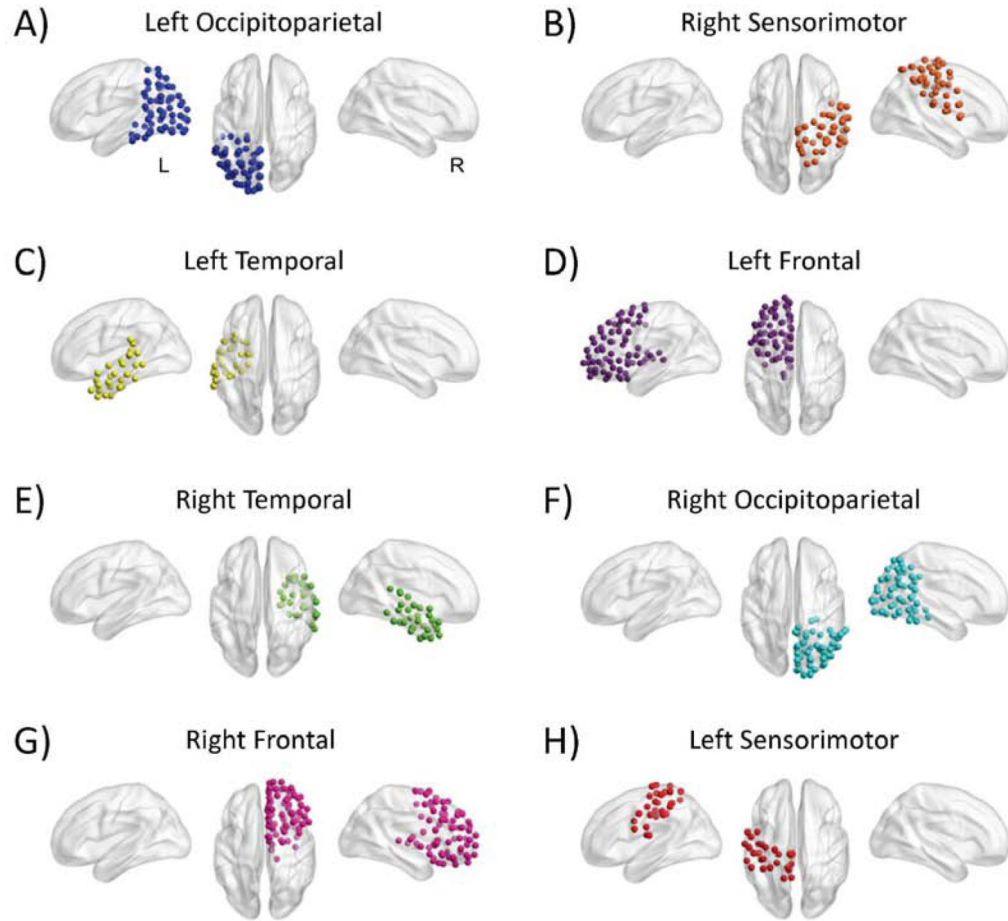 A) Left Occipitoparietal
B) Right Sensorimotor
L
R
C) Left Temporal
D) Left Frontal
E) Right Temporal
F) Right Occipitoparietal
G) Right Frontal
H) Left Sensorimotor